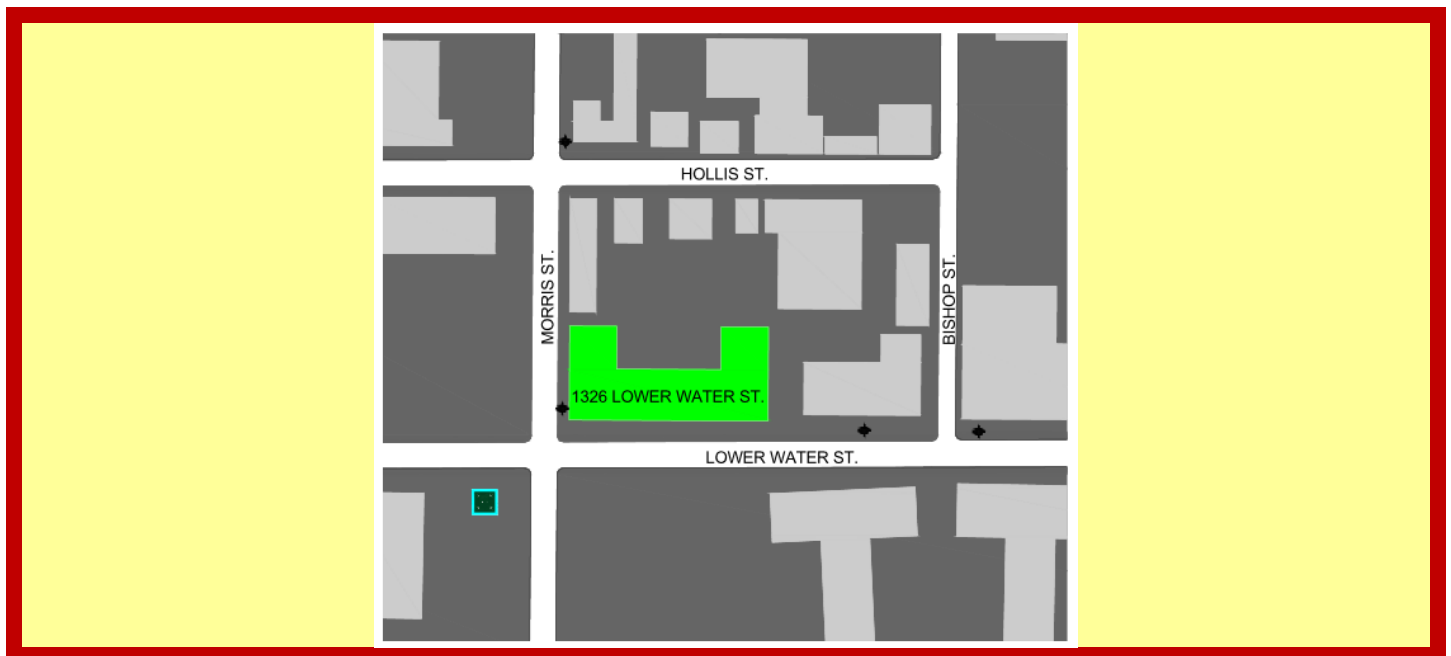 HOLLIS ST.
MORRIS ST.
BISHOP ST.
1326 LOWER WATER ST.
LOWER WATER ST.